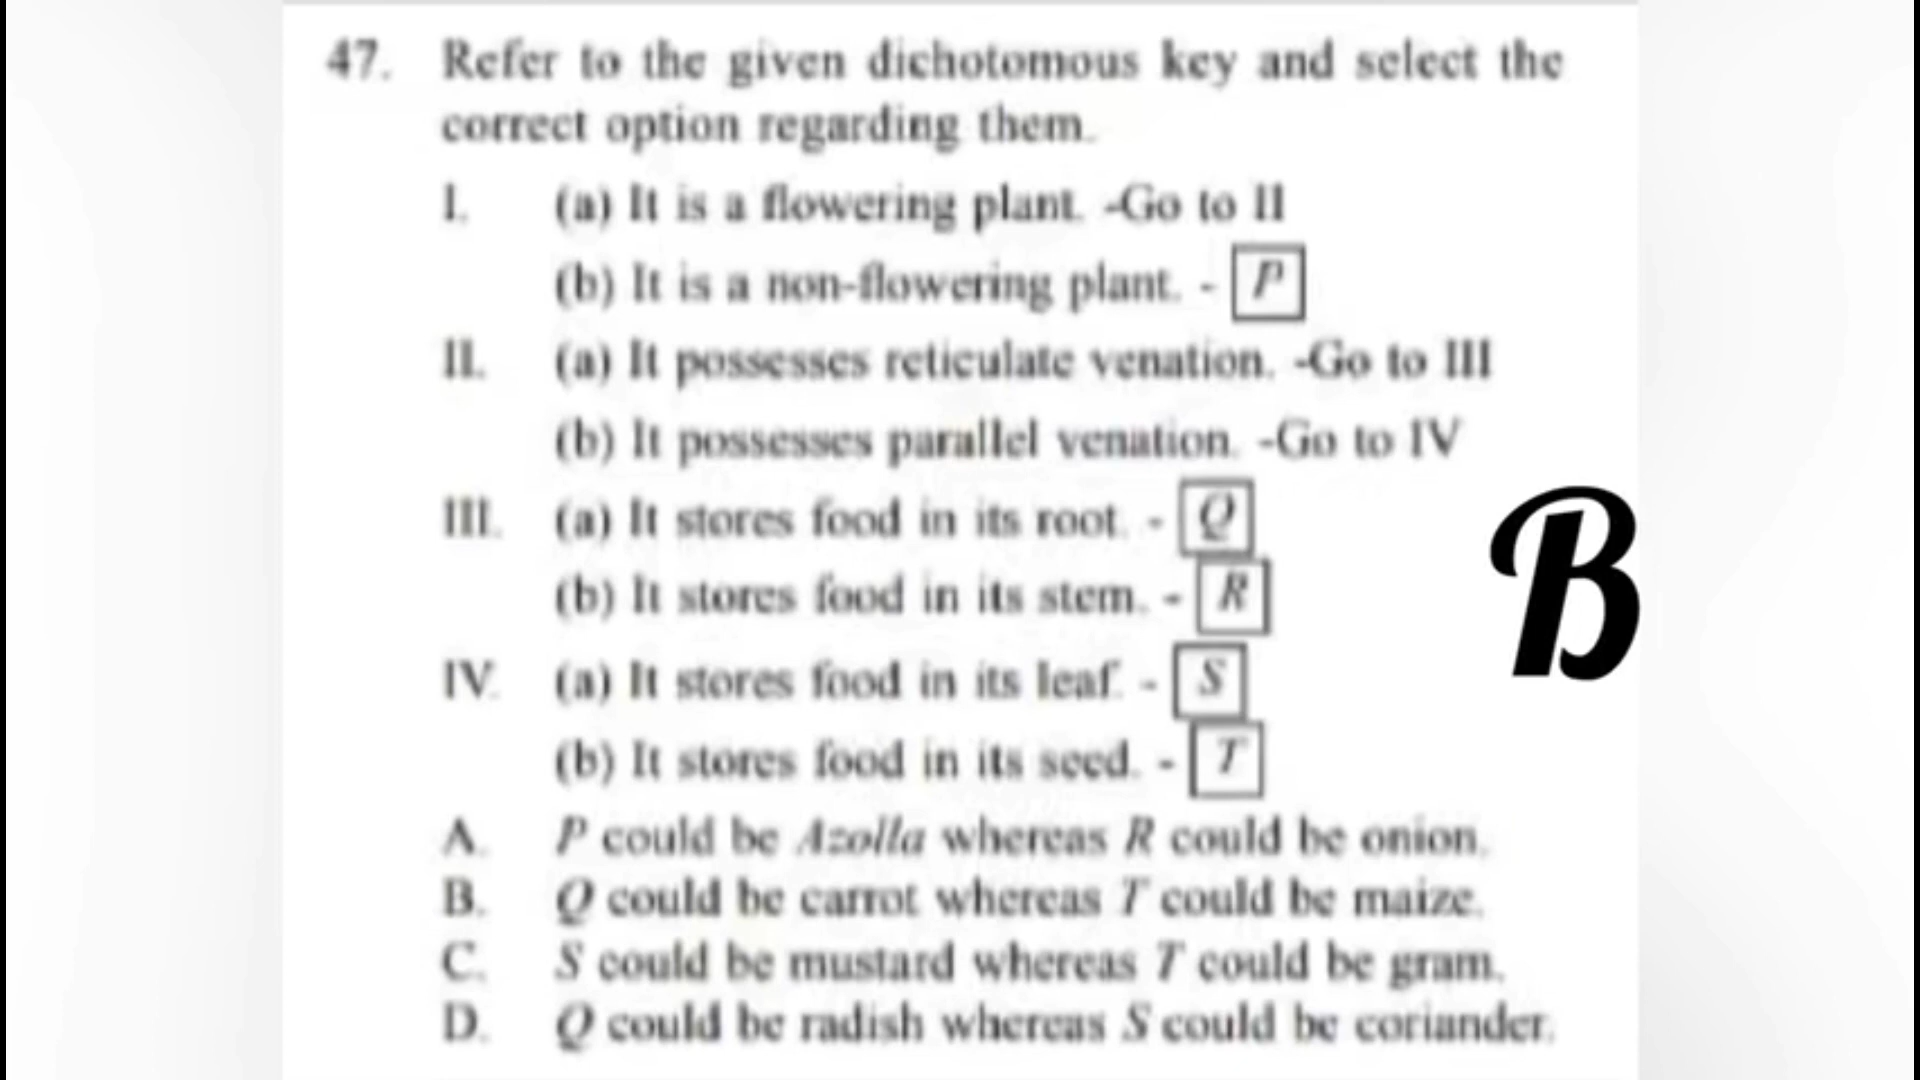 47. Refer to the given dichotomous key and select the
correct option regarding them.
I. (a) It is a flowering plant. -Go to II
(b) It is a non-flowering plant. - P
II. (a) It possesses reticulate venation. -Go to III
(b) It possesses parallel venation. -Go to IV
III. (a) It stores food in its root. - Q
(b) It stores food in its stem. - R
IV. (a) It stores food in its leaf. - S
(b) It stores food in its seed. - T
B
A. P could be Azolla whereas R could be onion.
B. Q could be carrot whereas T could be maize.
C. S could be mustard whereas T could be gram.
D. Q could be radish whereas S could be coriander.